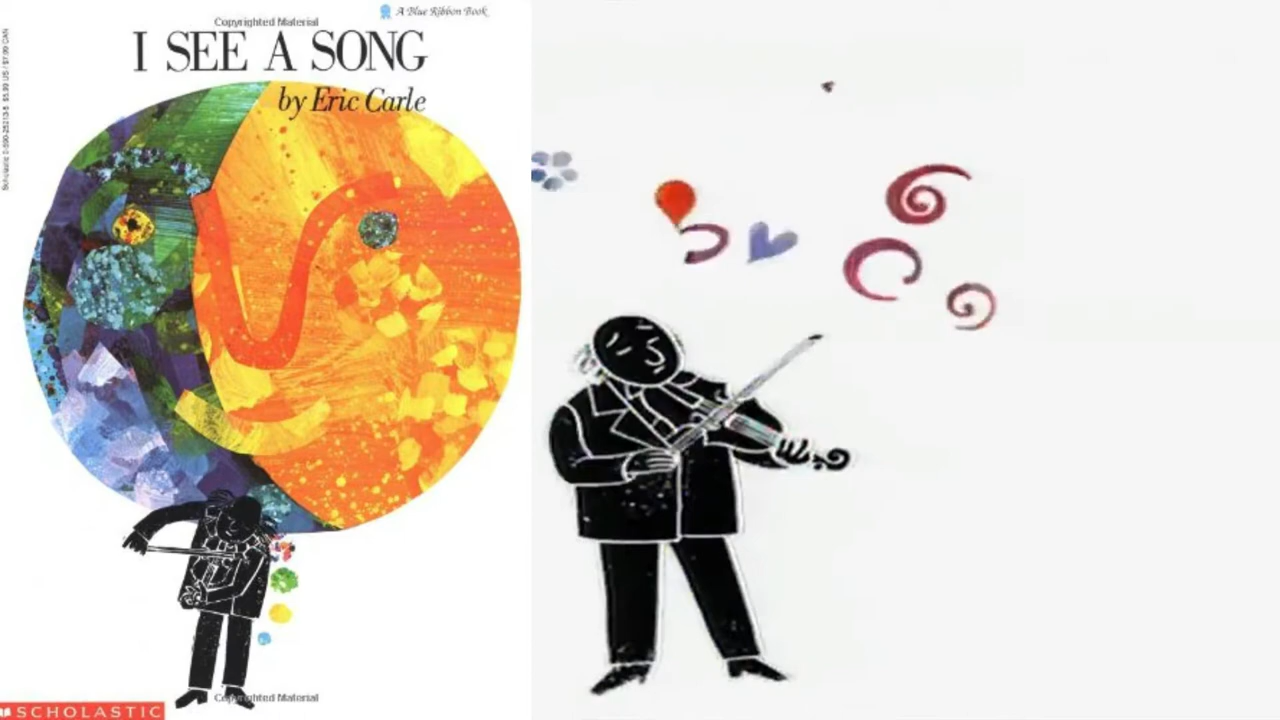 A Blue Ribbon Book
Copyrighted Material
I SEE A SONG
by Eric Carle
Copyrighted Material
SCHOLASTIC